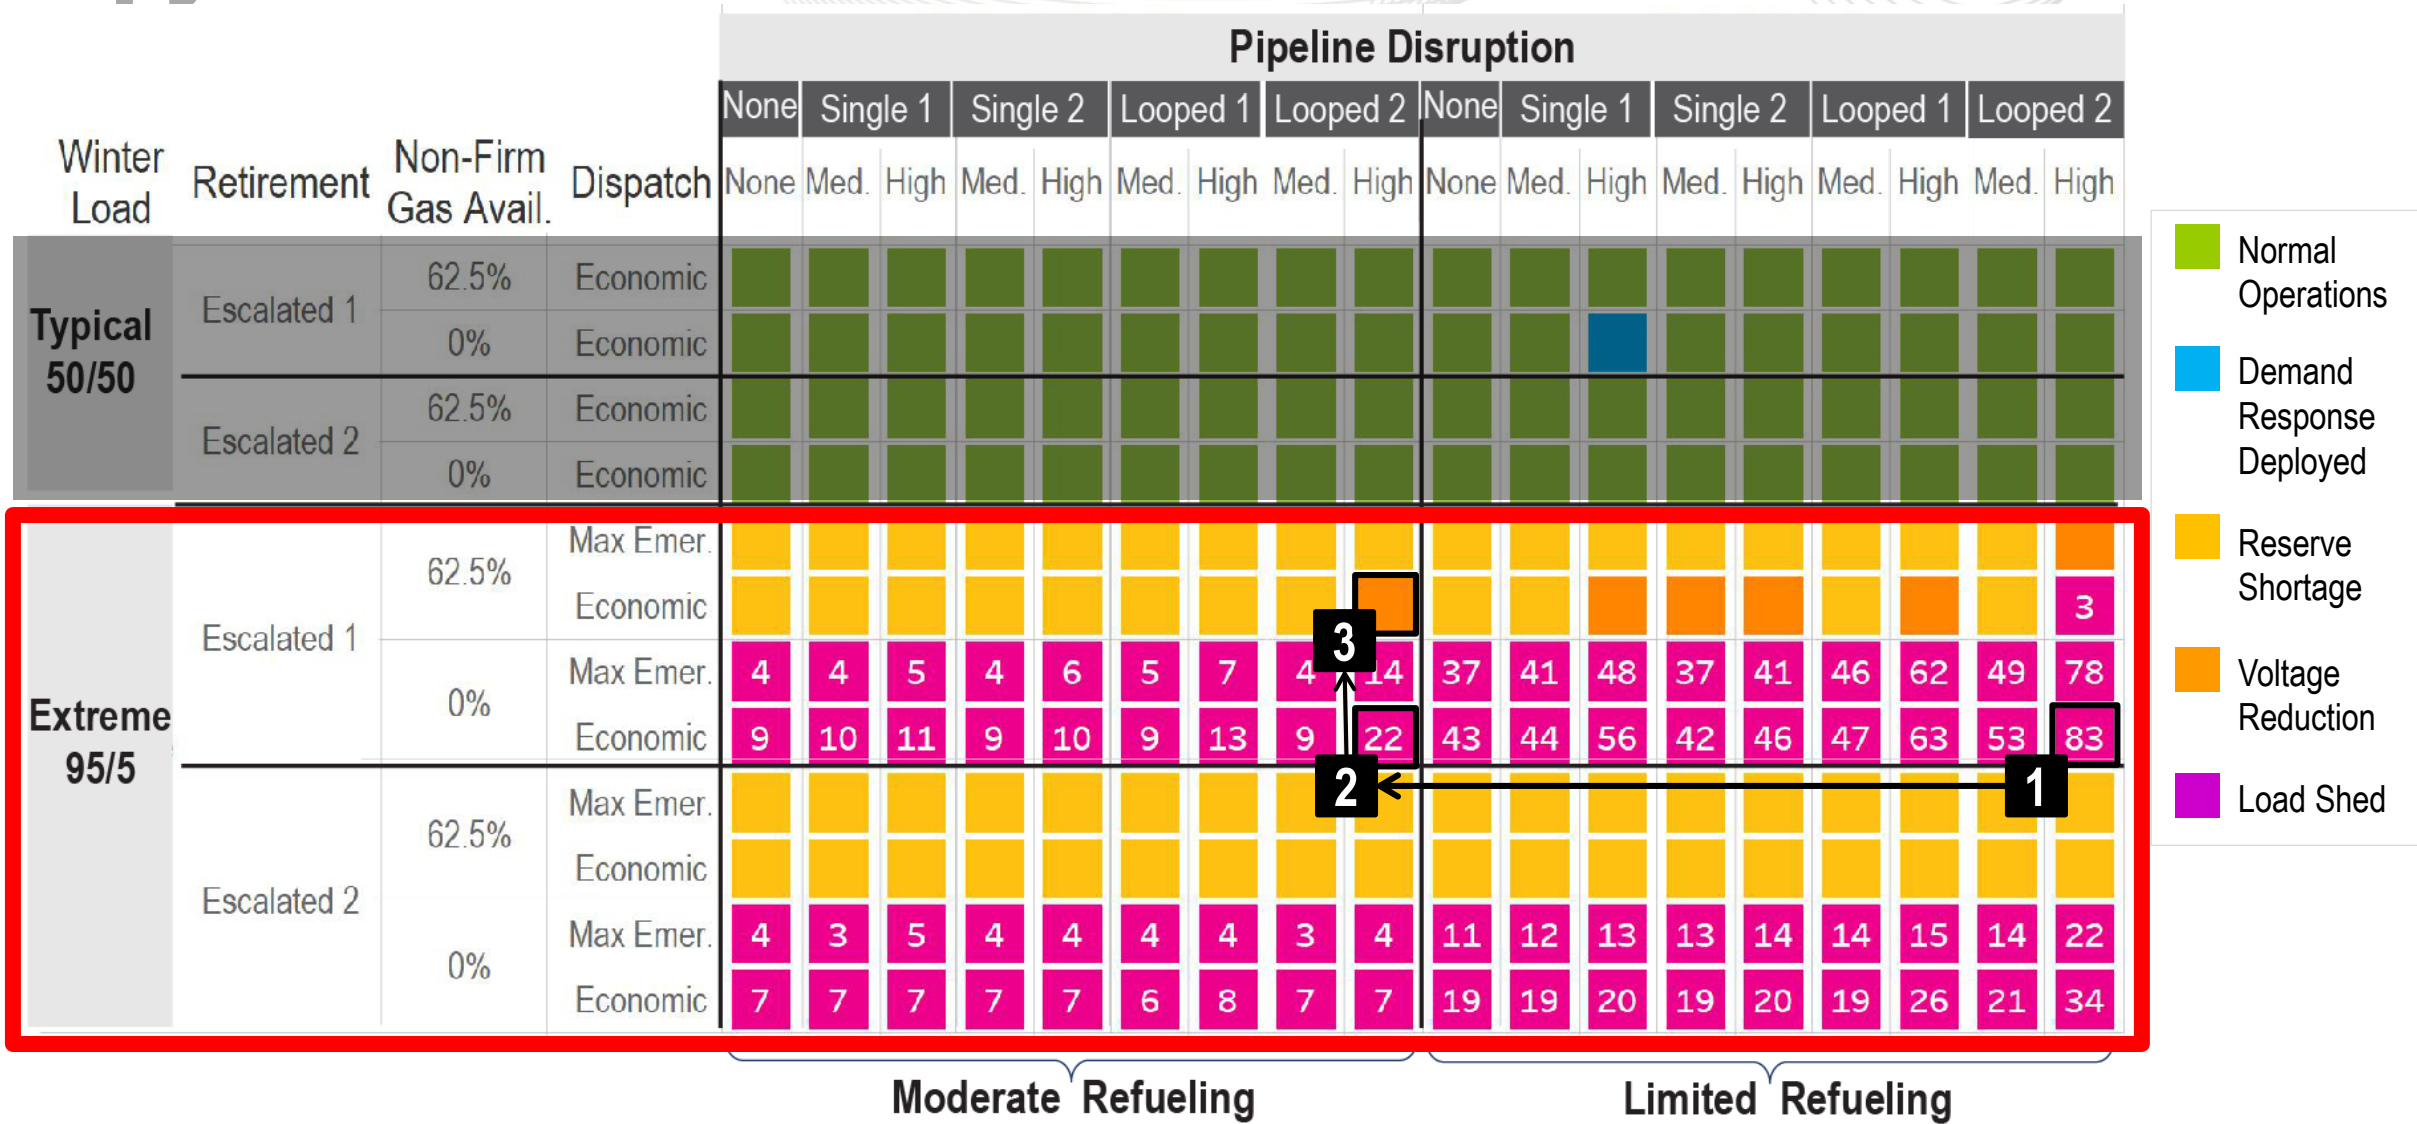 Pipeline Disruption
None Single 1 Single 2 Looped 1 Looped 2 None Single 1 Single 2 Looped 1 Looped 2
Winter Load Retirement Non-Firm Gas Avail. Dispatch None Med. High Med. High Med. High Med. High None Med. High Med. High Med. High Med. High
Typical 50/50
Escalated 1
62.5% Economic
0% Economic
Escalated 2
62.5% Economic
0% Economic
Extreme 95/5
Escalated 1
62.5%
Max Emer.
Economic 3
0%
Max Emer. 4 4 5 4 6 5 7 4 14 37 41 48 37 41 46 62 49 78
Economic 9 10 11 9 10 9 13 9 22 43 44 56 42 46 47 63 53 83
3
2
1
Escalated 2
62.5%
Max Emer.
Economic
0%
Max Emer. 4 3 5 4 4 4 4 3 4 11 12 13 13 14 14 15 14 22
Economic 7 7 7 7 7 6 8 7 7 19 19 20 19 20 19 26 21 34
Moderate Refueling
Limited Refueling
Normal
Operations
Demand
Response
Deployed
Reserve
Shortage
Voltage
Reduction
Load Shed